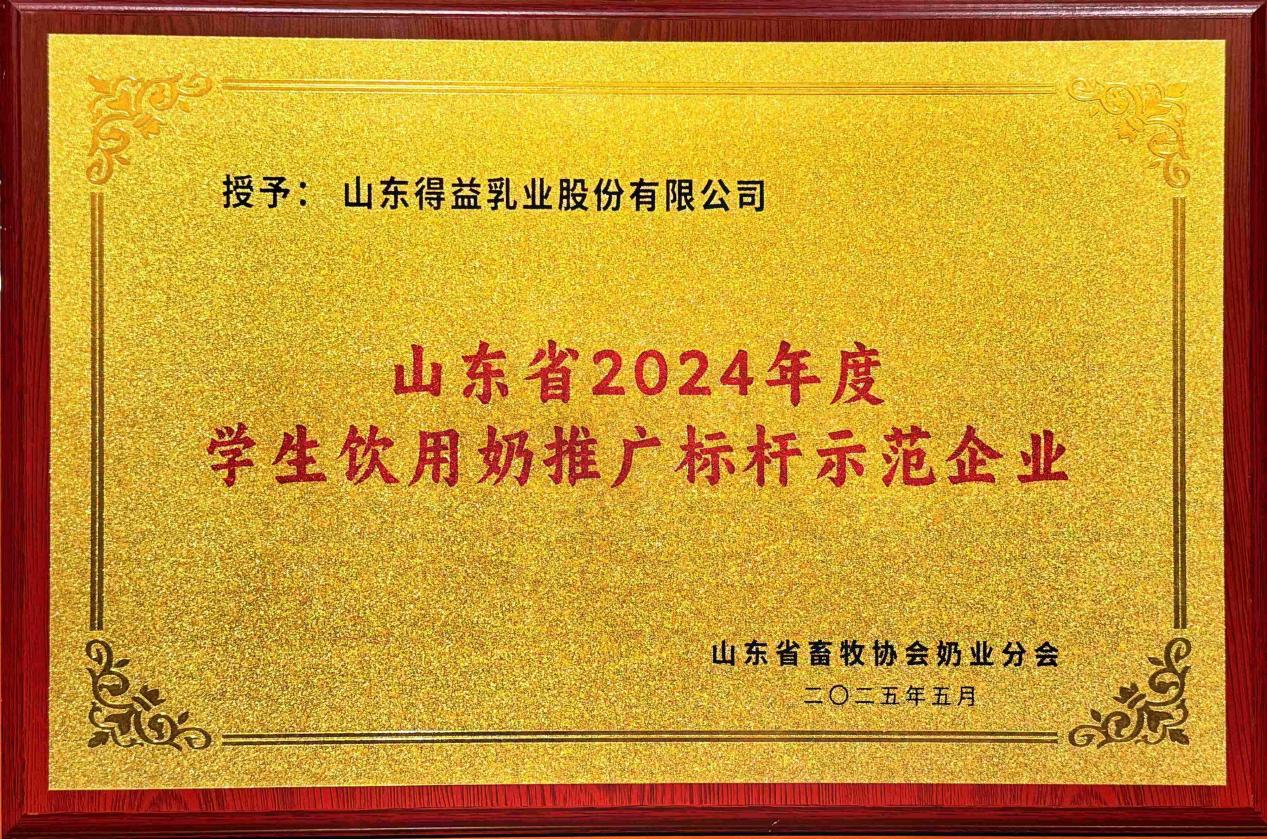 授予： 山东得益乳业股份有限公司
山东省2024年度
学生饮用奶推广标杆示范企业
山东省畜牧协会奶业分会
二〇二五年五月